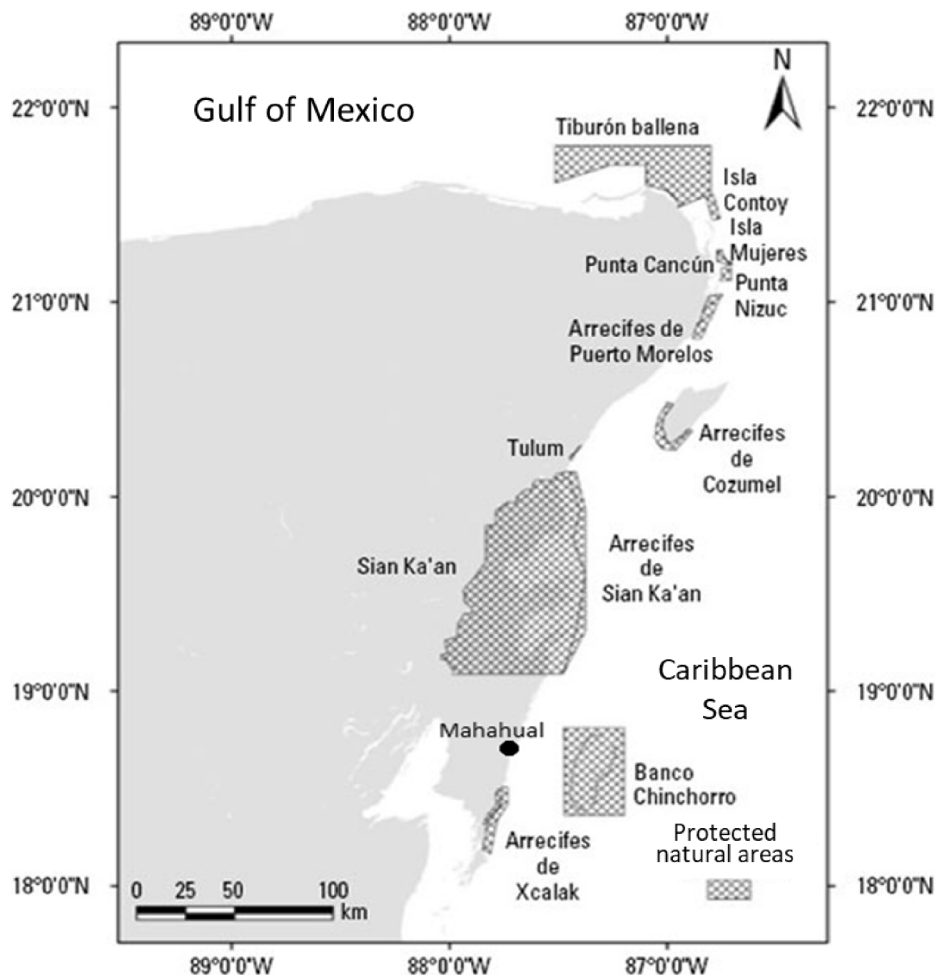 89°0'0"W 88°0'0"W 87°0'0"W
N
22°0'0"N
22°0'0"N
Gulf of Mexico
Tiburón ballena
Isla
Contoy
Isla
Mujeres
Punta Cancún
Punta
Nizuc
21°0'0"N
21°0'0"N
Arrecifes de
Puerto Morelos
Arrecifes
de
Cozumel
Tulum
20°0'0"N
20°0'0"N
Sian Ka'an
Arrecifes
de
Sian Ka'an
19°0'0"N
19°0'0"N
Caribbean
Sea
Mahahual
Banco
Chinchorro
Protected
natural areas
Arrecifes
de
Xcalak
18°0'0"N
18°0'0"N
0 25 50 100
km
89°0'0"W 88°0'0"W 87°0'0"W